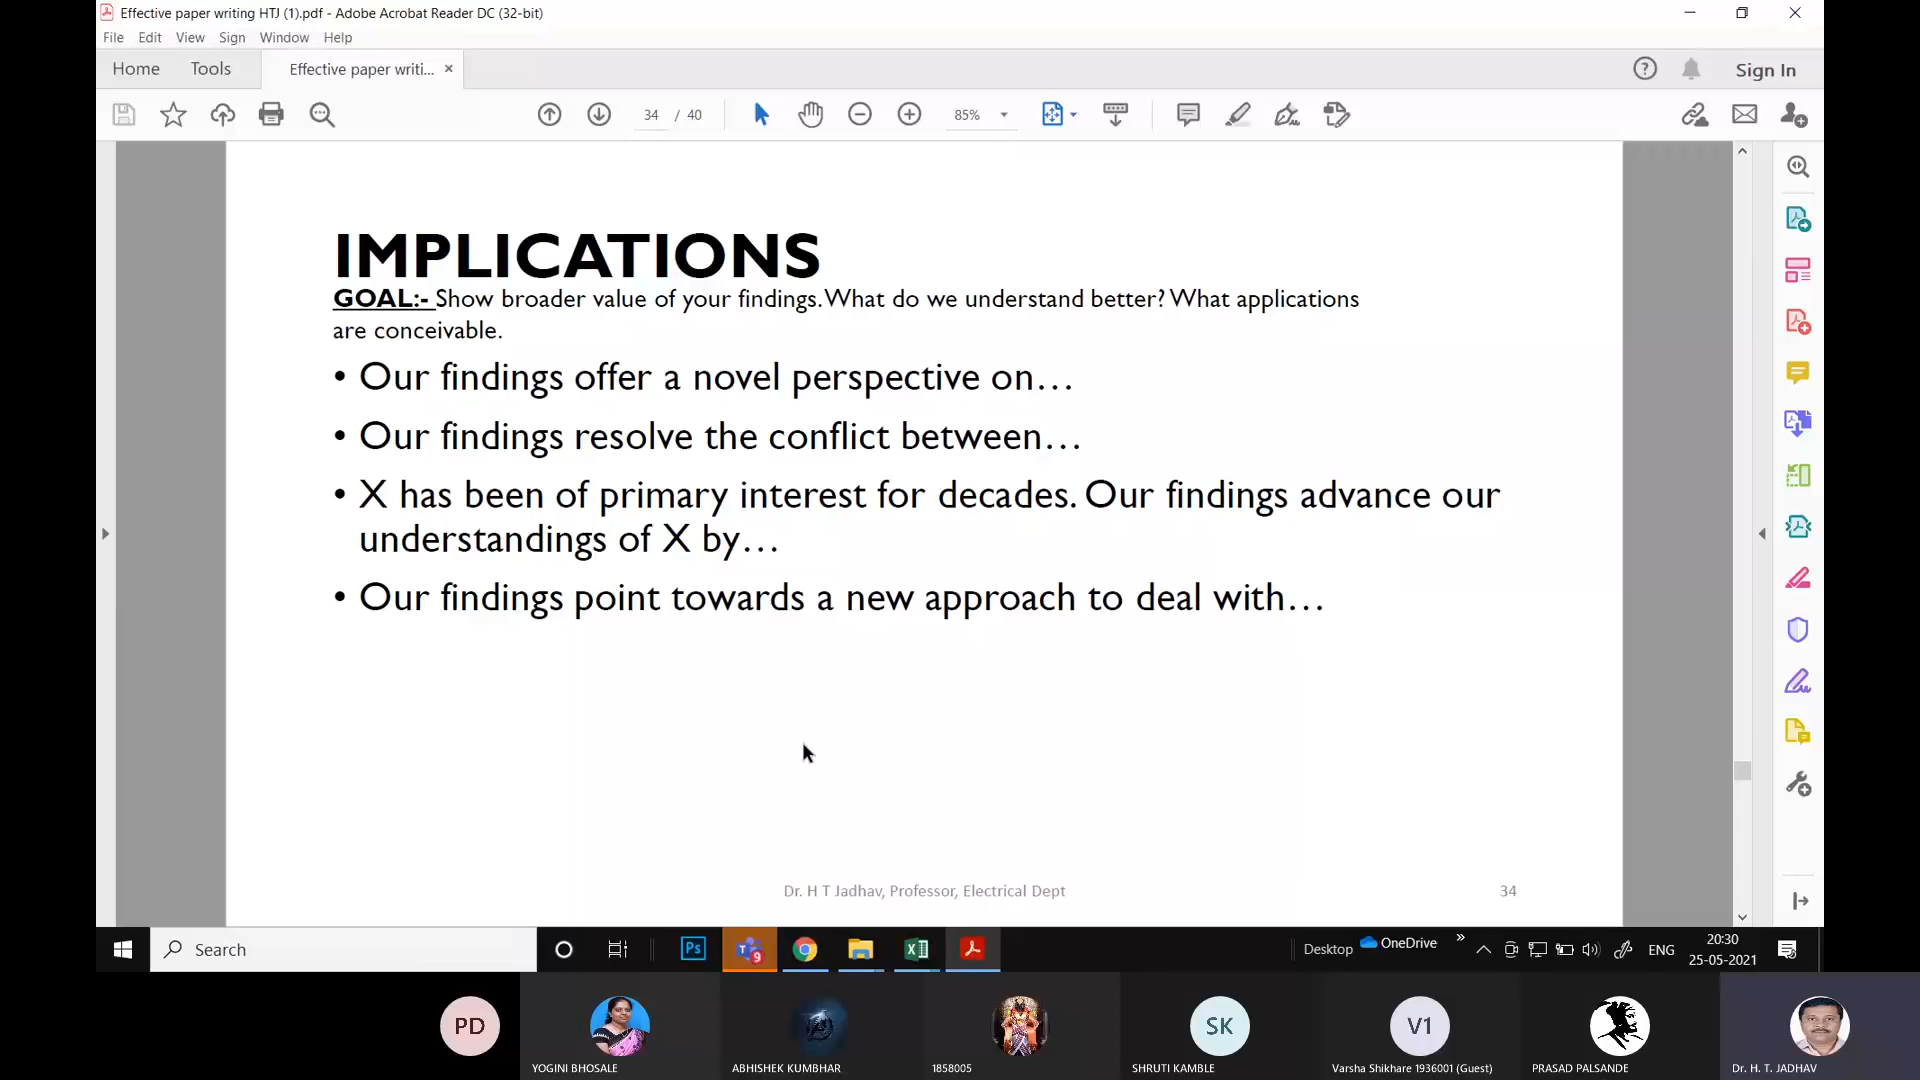 Effective paper writing HTJ (1).pdf - Adobe Acrobat Reader DC (32-bit)
File Edit View Sign Window Help
Home Tools Effective paper writi... × Sign In
34 / 40 85%
IMPLICATIONS
GOAL:- Show broader value of your findings. What do we understand better? What applications
are conceivable.
• Our findings offer a novel perspective on…
• Our findings resolve the conflict between…
• X has been of primary interest for decades. Our findings advance our
understandings of X by…
• Our findings point towards a new approach to deal with…
Dr. H T Jadhav, Professor, Electrical Dept 34
Search Ps T 9 Desktop OneDrive » ENG 20:30
25-05-2021
PD SK V1
YOGINI BHOSALE ABHISHEK KUMBHAR 1858005 SHRUTI KAMBLE Varsha Shikhare 1936001 (Guest) PRASAD PALSANDE Dr. H. T. JADHAV